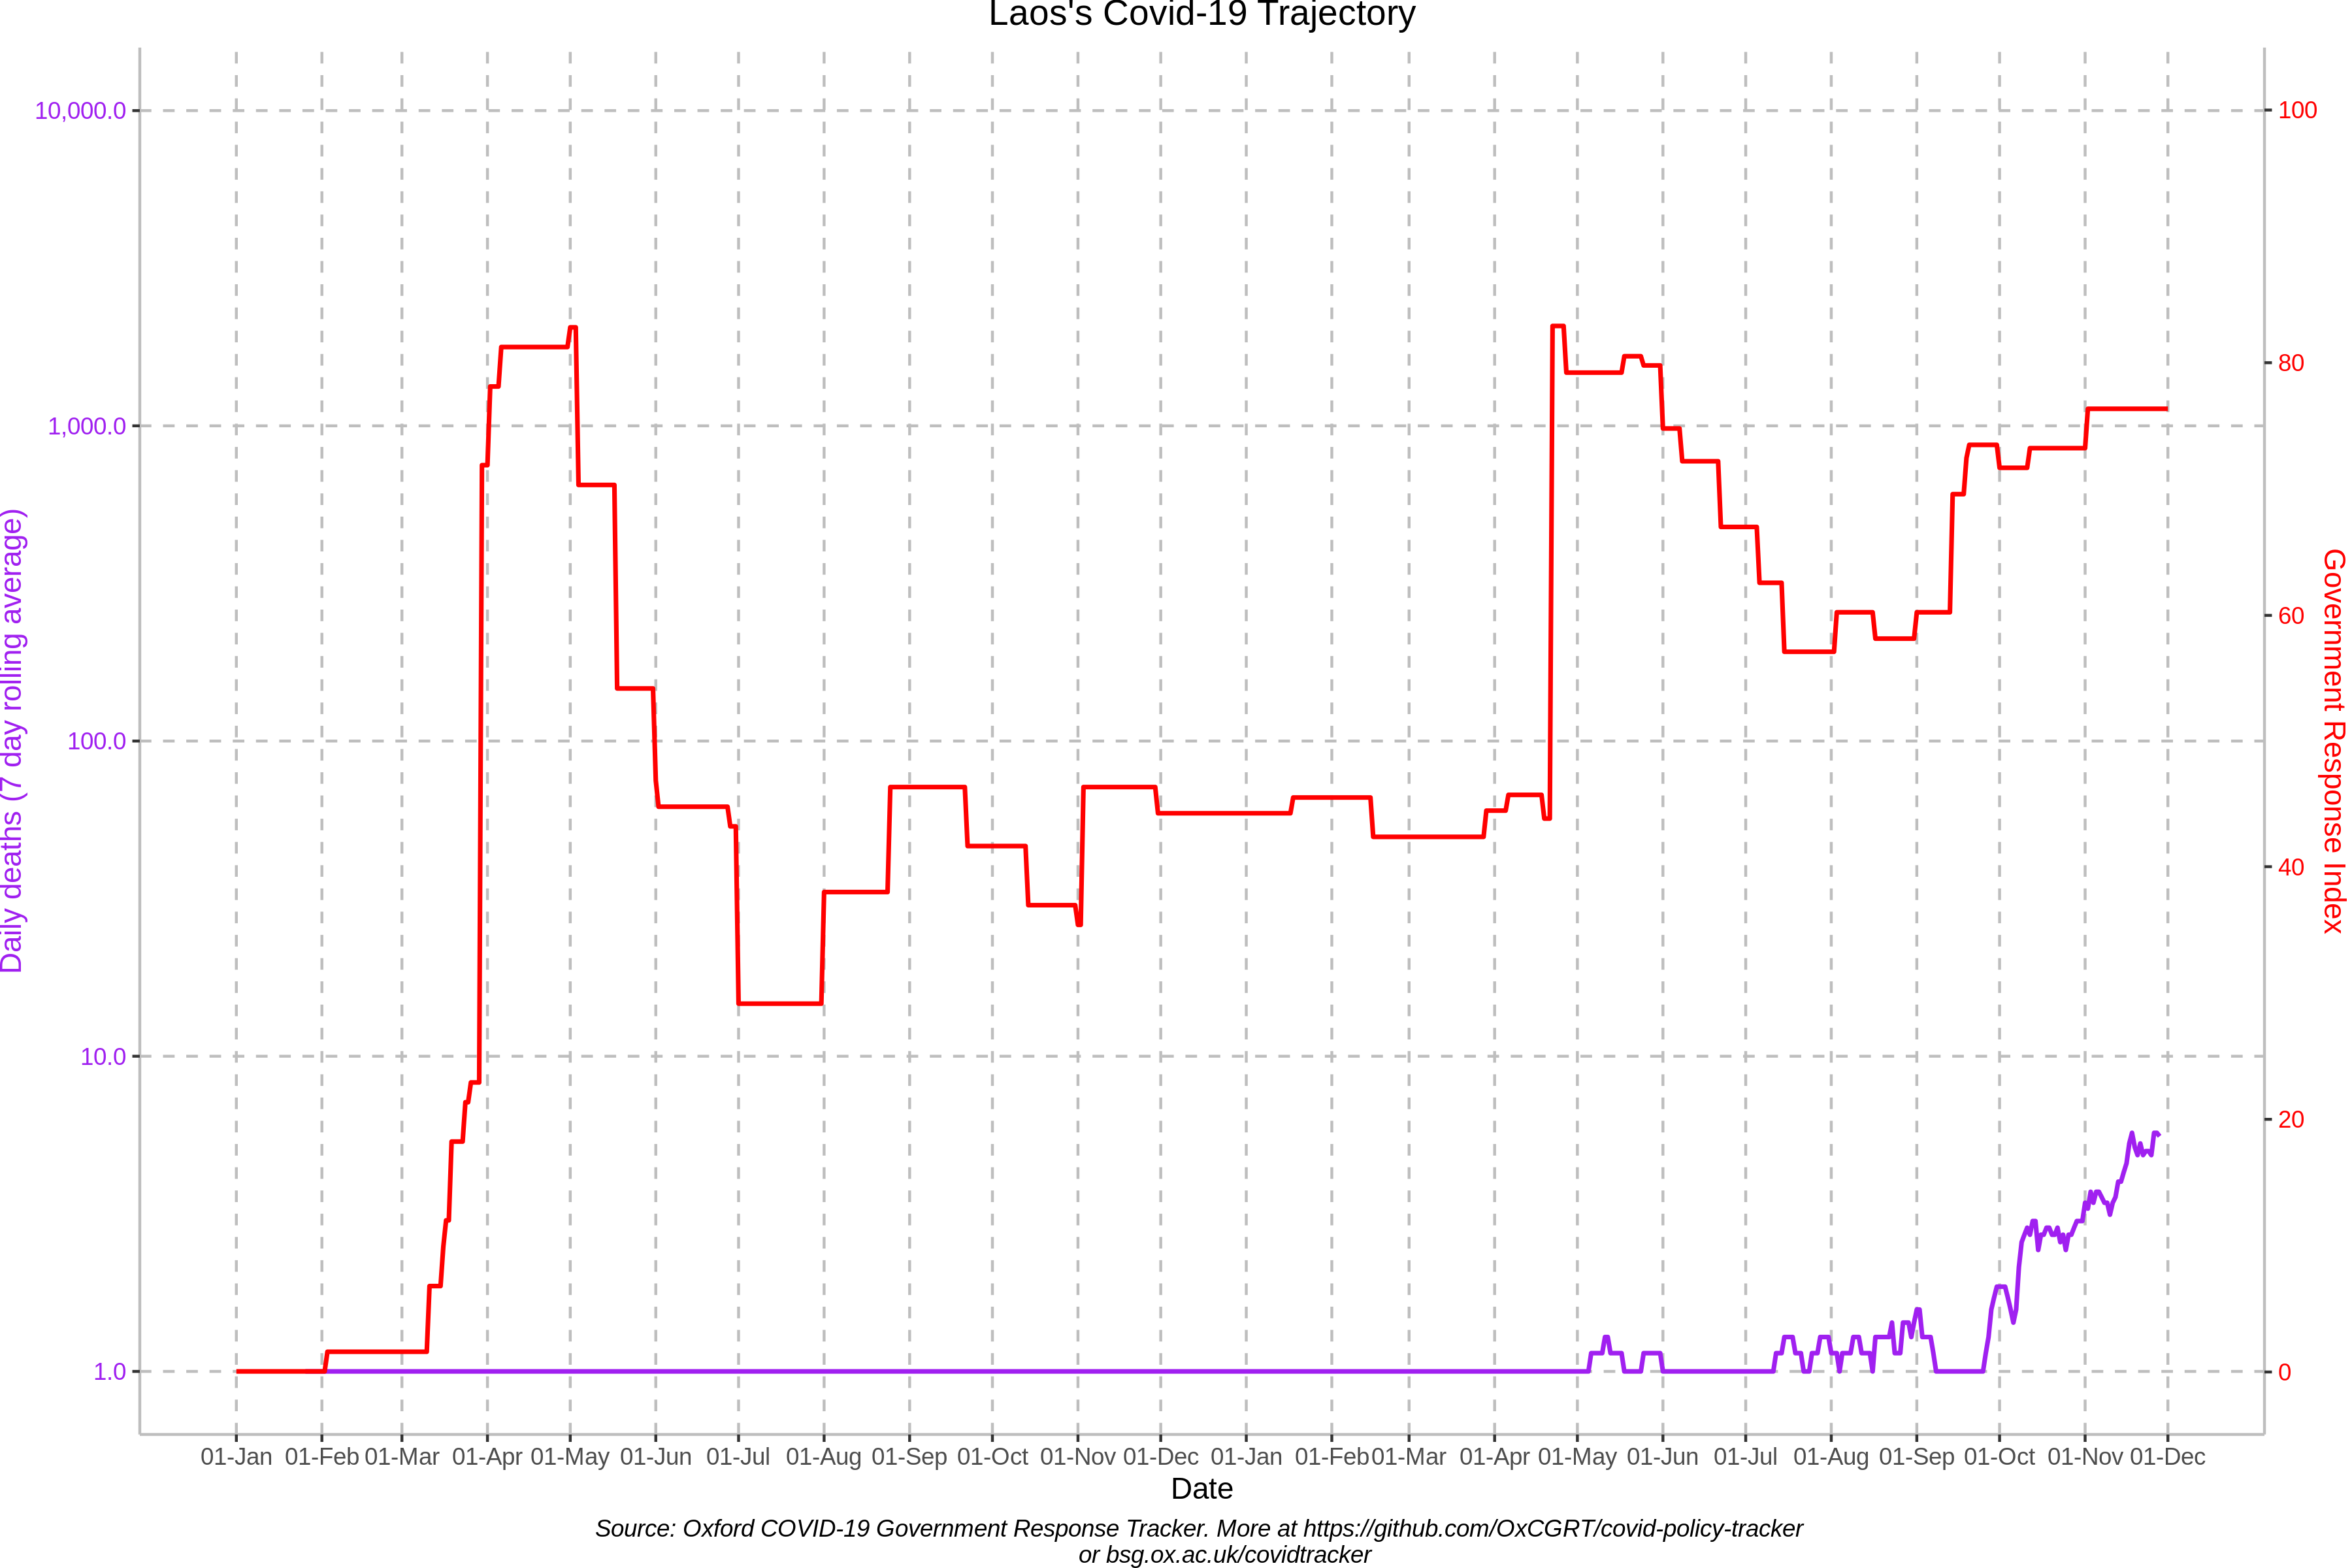 Laos's Covid-19 Trajectory
10,000.0
1,000.0
100.0
10.0
1.0
Daily deaths (7 day rolling average)
100
80
60
40
20
0
Government Response Index
01-Jan 01-Feb 01-Mar 01-Apr 01-May 01-Jun 01-Jul 01-Aug 01-Sep 01-Oct 01-Nov 01-Dec 01-Jan 01-Feb 01-Mar 01-Apr 01-May 01-Jun 01-Jul 01-Aug 01-Sep 01-Oct 01-Nov 01-Dec
Date
Source: Oxford COVID-19 Government Response Tracker. More at https://github.com/OxCGRT/covid-policy-tracker
or bsg.ox.ac.uk/covidtracker